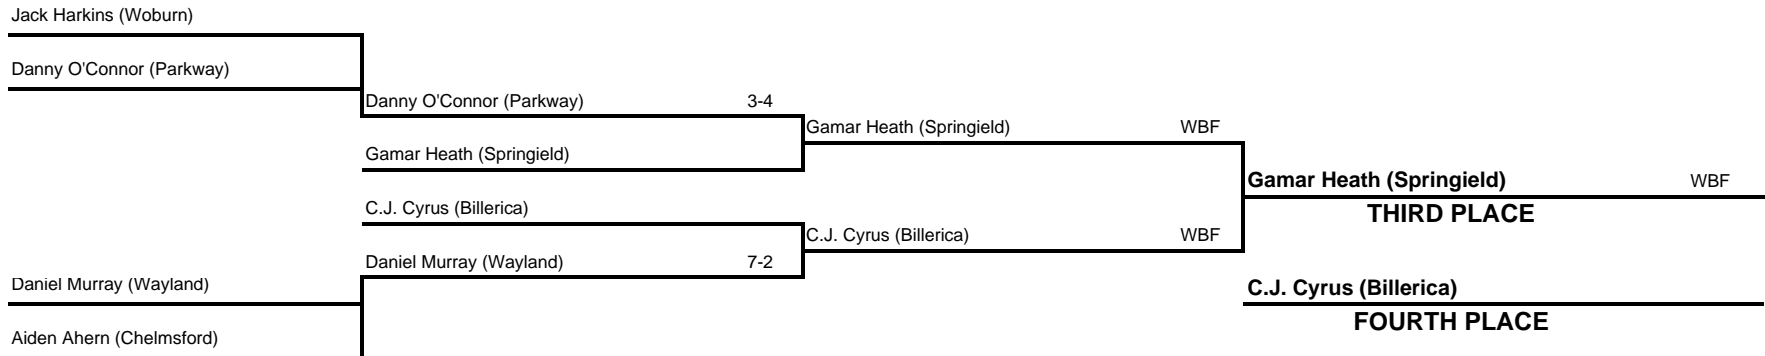 Jack Harkins (Woburn)
Danny O'Connor (Parkway)
Danny O'Connor (Parkway) 3-4
Gamar Heath (Springield) WBF
Gamar Heath (Springield)
Gamar Heath (Springield) WBF
THIRD PLACE
C.J. Cyrus (Billerica)
C.J. Cyrus (Billerica) WBF
Daniel Murray (Wayland) 7-2
Daniel Murray (Wayland)
C.J. Cyrus (Billerica)
FOURTH PLACE
Aiden Ahern (Chelmsford)